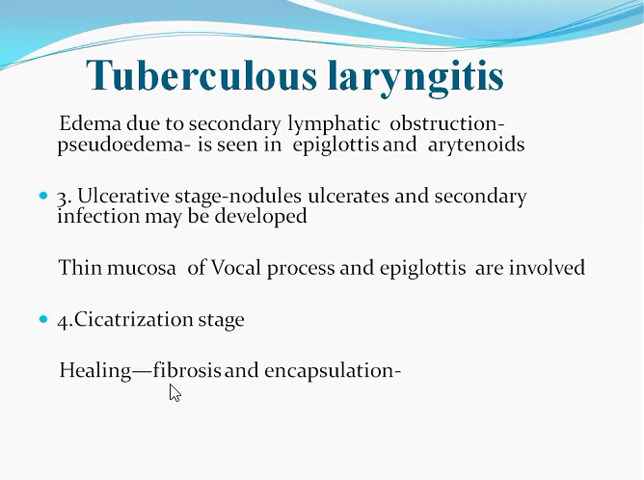 Tuberculous laryngitis
Edema due to secondary lymphatic obstruction-
pseudoedema- is seen in epiglottis and arytenoids
3. Ulcerative stage-nodules ulcerates and secondary
infection may be developed
Thin mucosa of Vocal process and epiglottis are involved
4.Cicatrization stage
Healing—fibrosis and encapsulation-